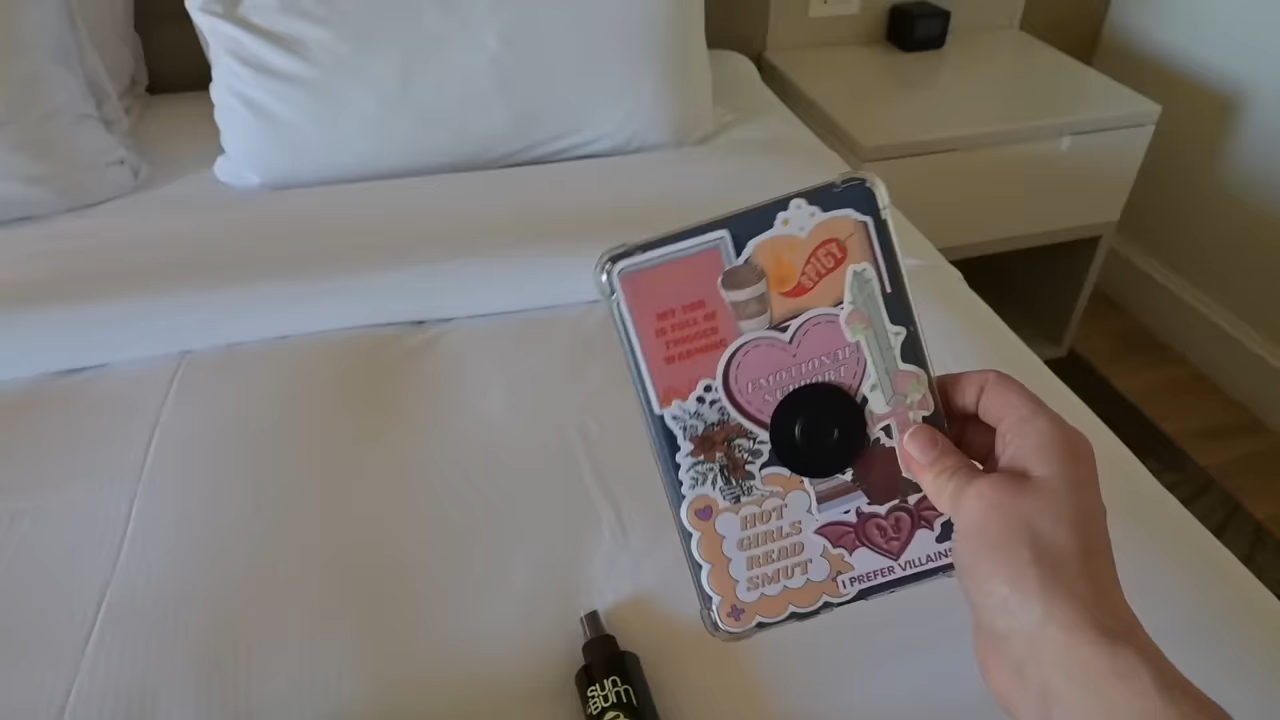 SPICY
MY TBR
IS FULL OF
TRIGGER
WARNINGS
EMOTIONAL
SUPPORT
HOT
GIRLS
READ
SMUT
I PREFER VILLAINS
SUN
BUM